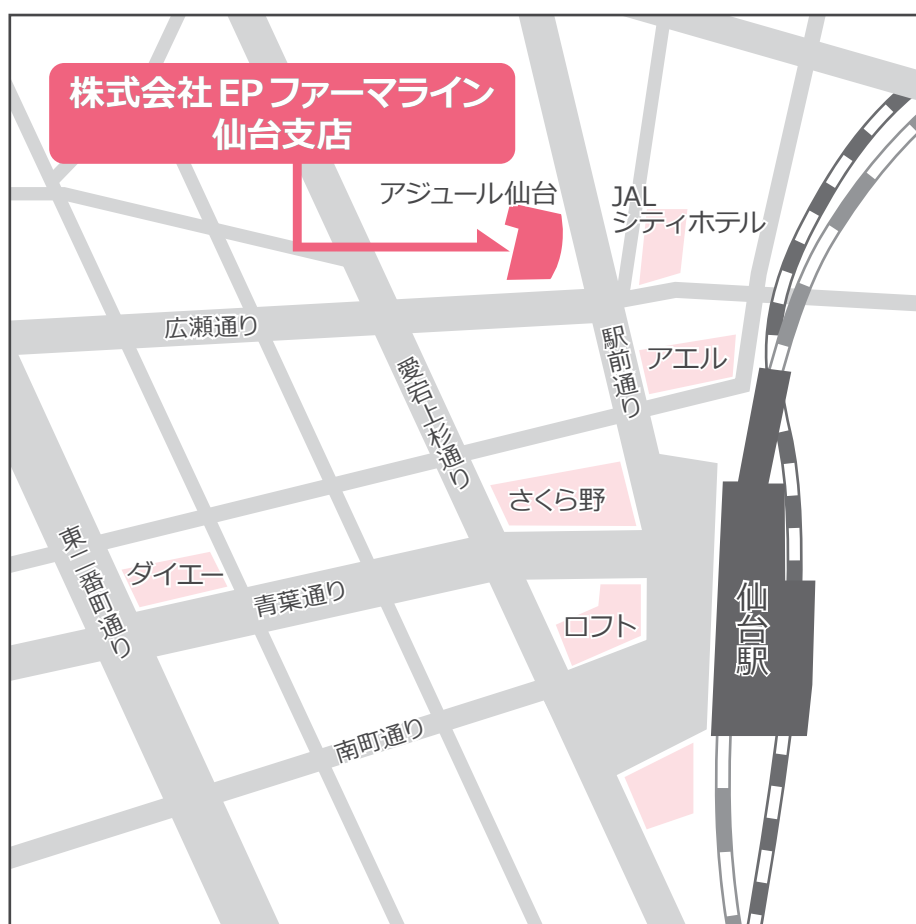 株式会社 EP ファーマライン
仙台支店
アジュール仙台
JAL
シティホテル
広瀬通り
駅前通り
アエル
愛宕上杉通り
さくら野
東二番町通り
ダイエー
青葉通り
ロフト
仙台駅
南町通り